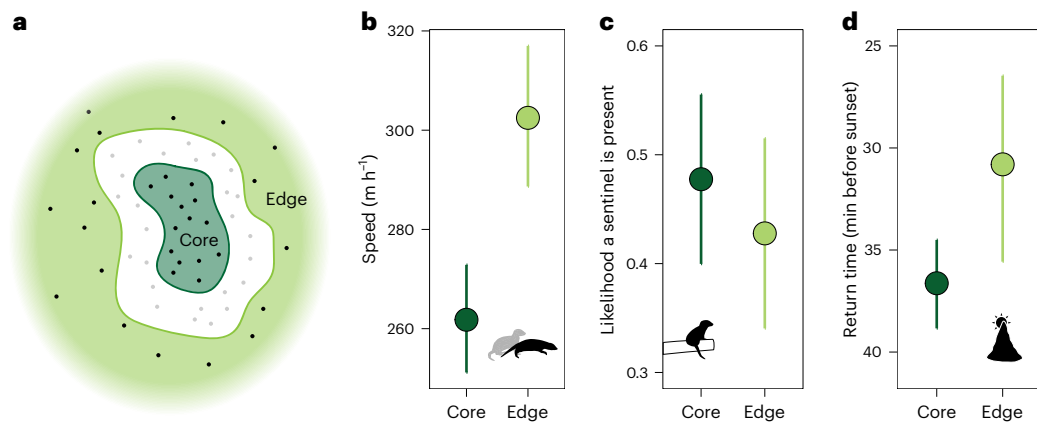 a
Edge
Core
b
Speed (m h⁻¹)
320
300
280
260
Core Edge
c
Likelihood a sentinel is present
0.6
0.5
0.4
0.3
Core Edge
d
Return time (min before sunset)
25
30
35
40
Core Edge